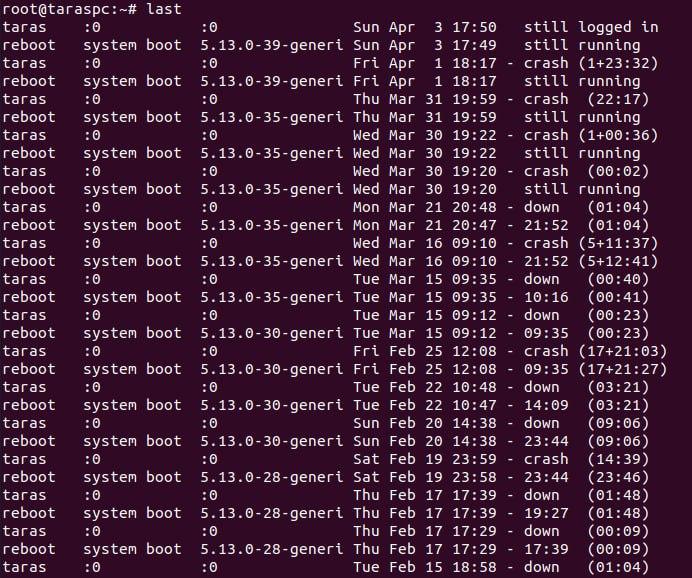 root@taraspc:~# last
taras    :0           :0               Sun Apr  3 17:50   still logged in
reboot   system boot  5.13.0-39-generi Sun Apr  3 17:49   still running
taras    :0           :0               Fri Apr  1 18:17 - crash (1+23:32)
reboot   system boot  5.13.0-39-generi Fri Apr  1 18:17   still running
taras    :0           :0               Thu Mar 31 19:59 - crash  (22:17)
reboot   system boot  5.13.0-35-generi Thu Mar 31 19:59   still running
taras    :0           :0               Wed Mar 30 19:22 - crash (1+00:36)
reboot   system boot  5.13.0-35-generi Wed Mar 30 19:22   still running
taras    :0           :0               Wed Mar 30 19:20 - crash  (00:02)
reboot   system boot  5.13.0-35-generi Wed Mar 30 19:20   still running
taras    :0           :0               Mon Mar 21 20:48 - down   (01:04)
reboot   system boot  5.13.0-35-generi Mon Mar 21 20:47 - 21:52  (01:04)
taras    :0           :0               Wed Mar 16 09:10 - crash (5+11:37)
reboot   system boot  5.13.0-35-generi Wed Mar 16 09:10 - 21:52 (5+12:41)
taras    :0           :0               Tue Mar 15 09:35 - down   (00:40)
reboot   system boot  5.13.0-35-generi Tue Mar 15 09:35 - 10:16  (00:41)
taras    :0           :0               Tue Mar 15 09:12 - down   (00:23)
reboot   system boot  5.13.0-30-generi Tue Mar 15 09:12 - 09:35  (00:23)
taras    :0           :0               Fri Feb 25 12:08 - crash (17+21:03)
reboot   system boot  5.13.0-30-generi Fri Feb 25 12:08 - 09:35 (17+21:27)
taras    :0           :0               Tue Feb 22 10:48 - down   (03:21)
reboot   system boot  5.13.0-30-generi Tue Feb 22 10:47 - 14:09  (03:21)
taras    :0           :0               Sun Feb 20 14:38 - down   (09:06)
reboot   system boot  5.13.0-30-generi Sun Feb 20 14:38 - 23:44  (09:06)
taras    :0           :0               Sat Feb 19 23:59 - crash  (14:39)
reboot   system boot  5.13.0-28-generi Sat Feb 19 23:58 - 23:44  (23:46)
taras    :0           :0               Thu Feb 17 17:39 - down   (01:48)
reboot   system boot  5.13.0-28-generi Thu Feb 17 17:39 - 19:27  (01:48)
taras    :0           :0               Thu Feb 17 17:29 - down   (00:09)
reboot   system boot  5.13.0-28-generi Thu Feb 17 17:29 - 17:39  (00:09)
taras    :0           :0               Tue Feb 15 18:58 - down   (01:04)